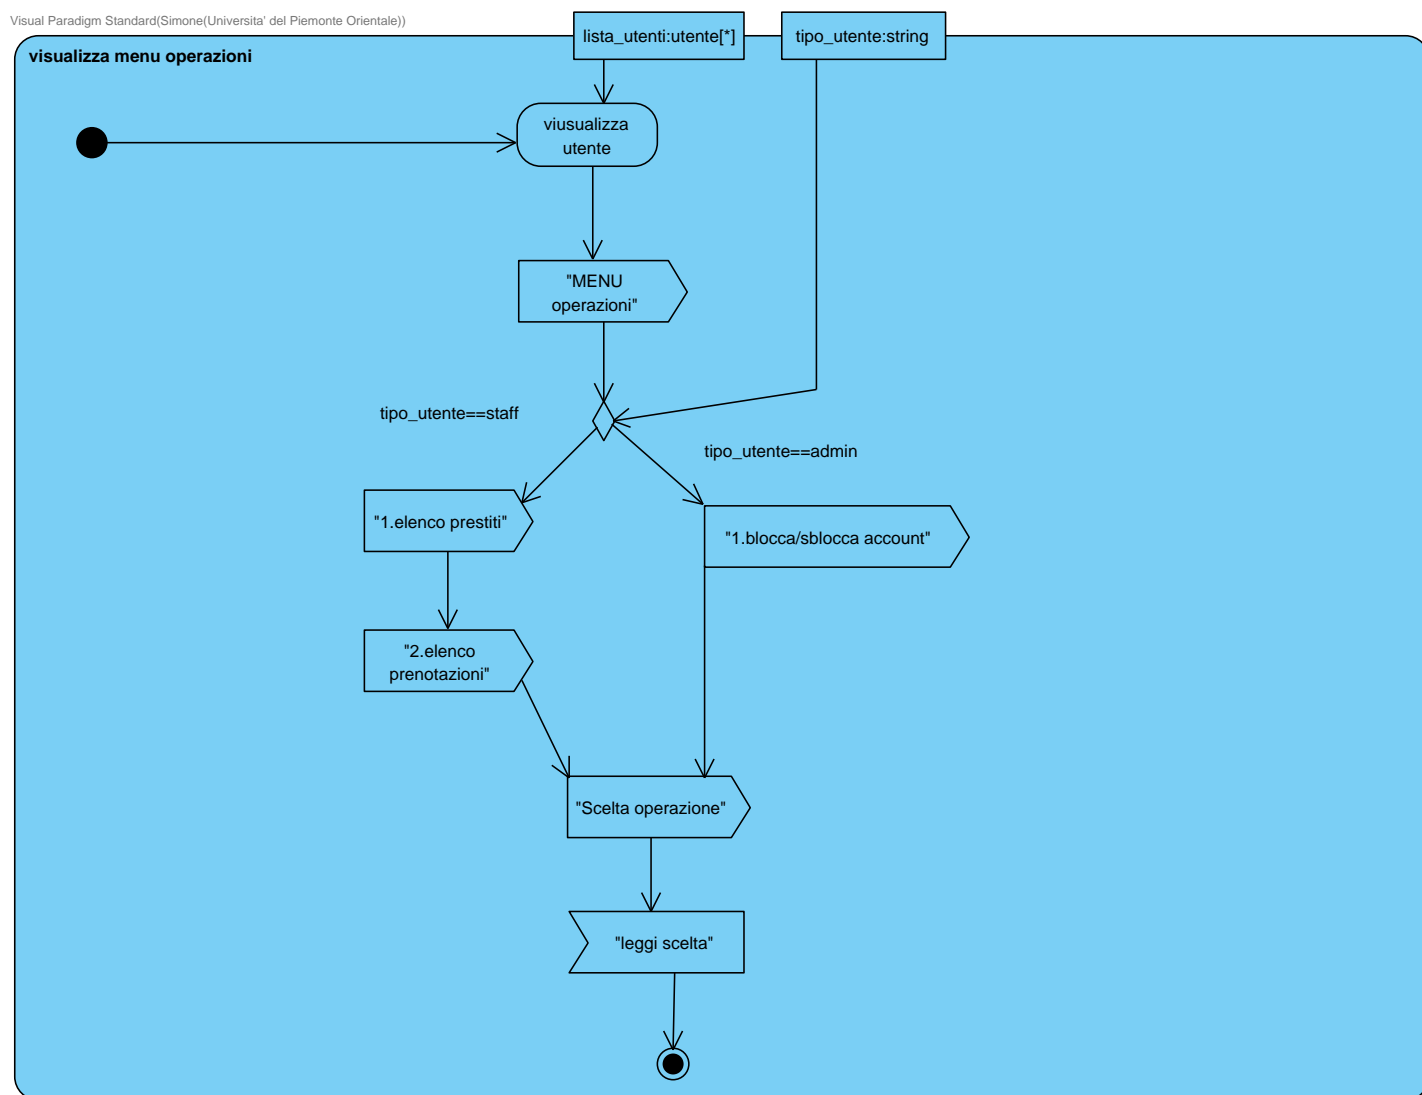 Visual Paradigm Standard(Simone(Universita' del Piemonte Orientale))
lista_utenti:utente[*]
tipo_utente:string
visualizza menu operazioni
viusualizza
utente
"MENU
operazioni"
tipo_utente==staff
tipo_utente==admin
"1.elenco prestiti"
"1.blocca/sblocca account"
"2.elenco
prenotazioni"
"Scelta operazione"
"leggi scelta"